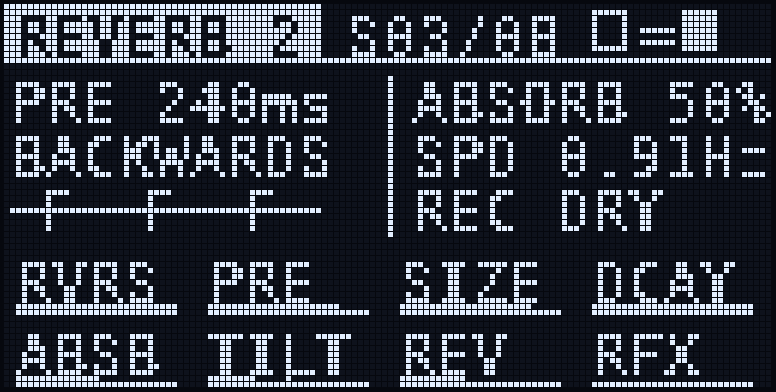 REVERB 2 S03/08 □=■
PRE 240ms
BACKWARDS
ABSORB 50%
SPD 0.91Hz
REC DRY
RVRS PRE SIZE DCAY
ABSB TILT RFV RFX